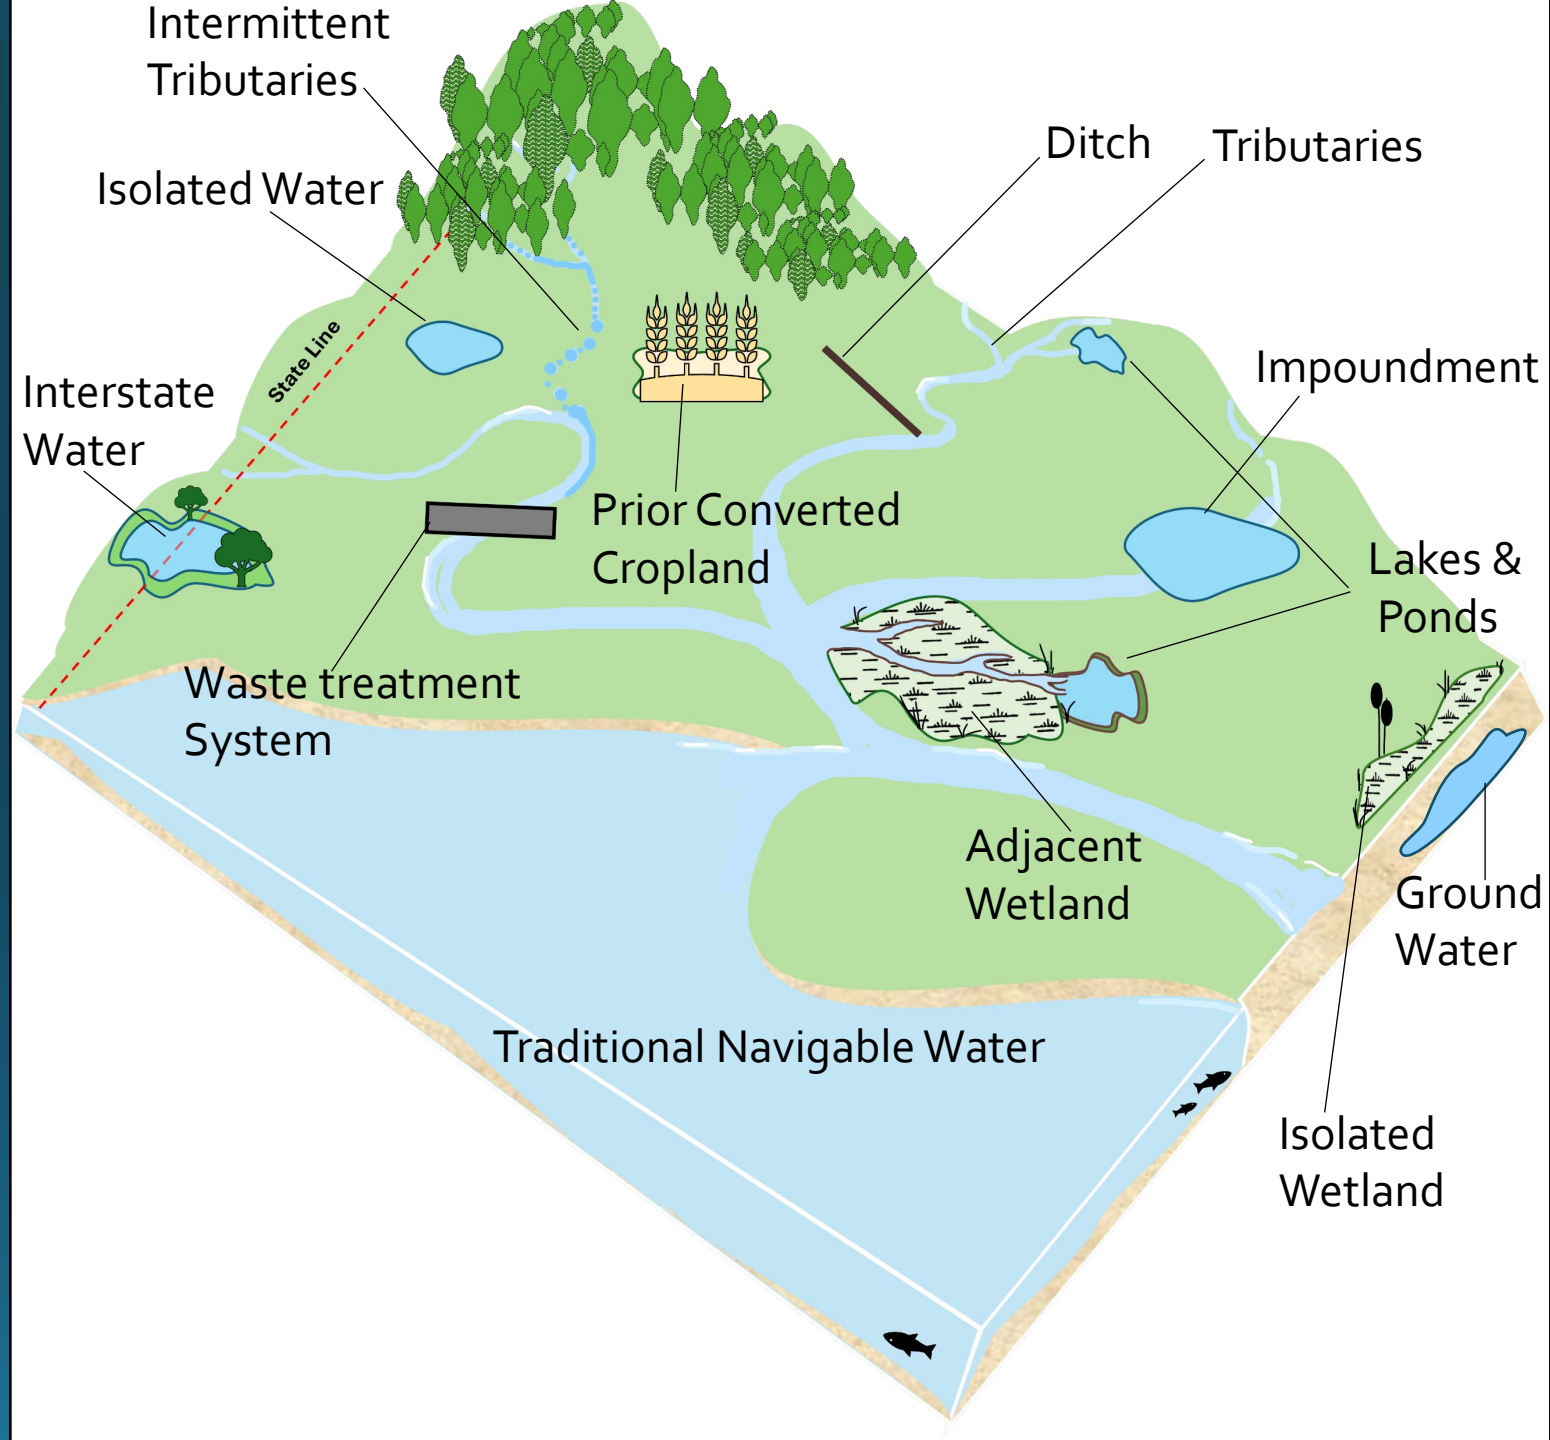 Intermittent
Tributaries
Ditch
Tributaries
Isolated Water
State Line
Impoundment
Interstate
Water
Prior Converted
Cropland
Lakes &
Ponds
Waste treatment
System
Adjacent
Wetland
Ground
Water
Traditional Navigable Water
Isolated
Wetland